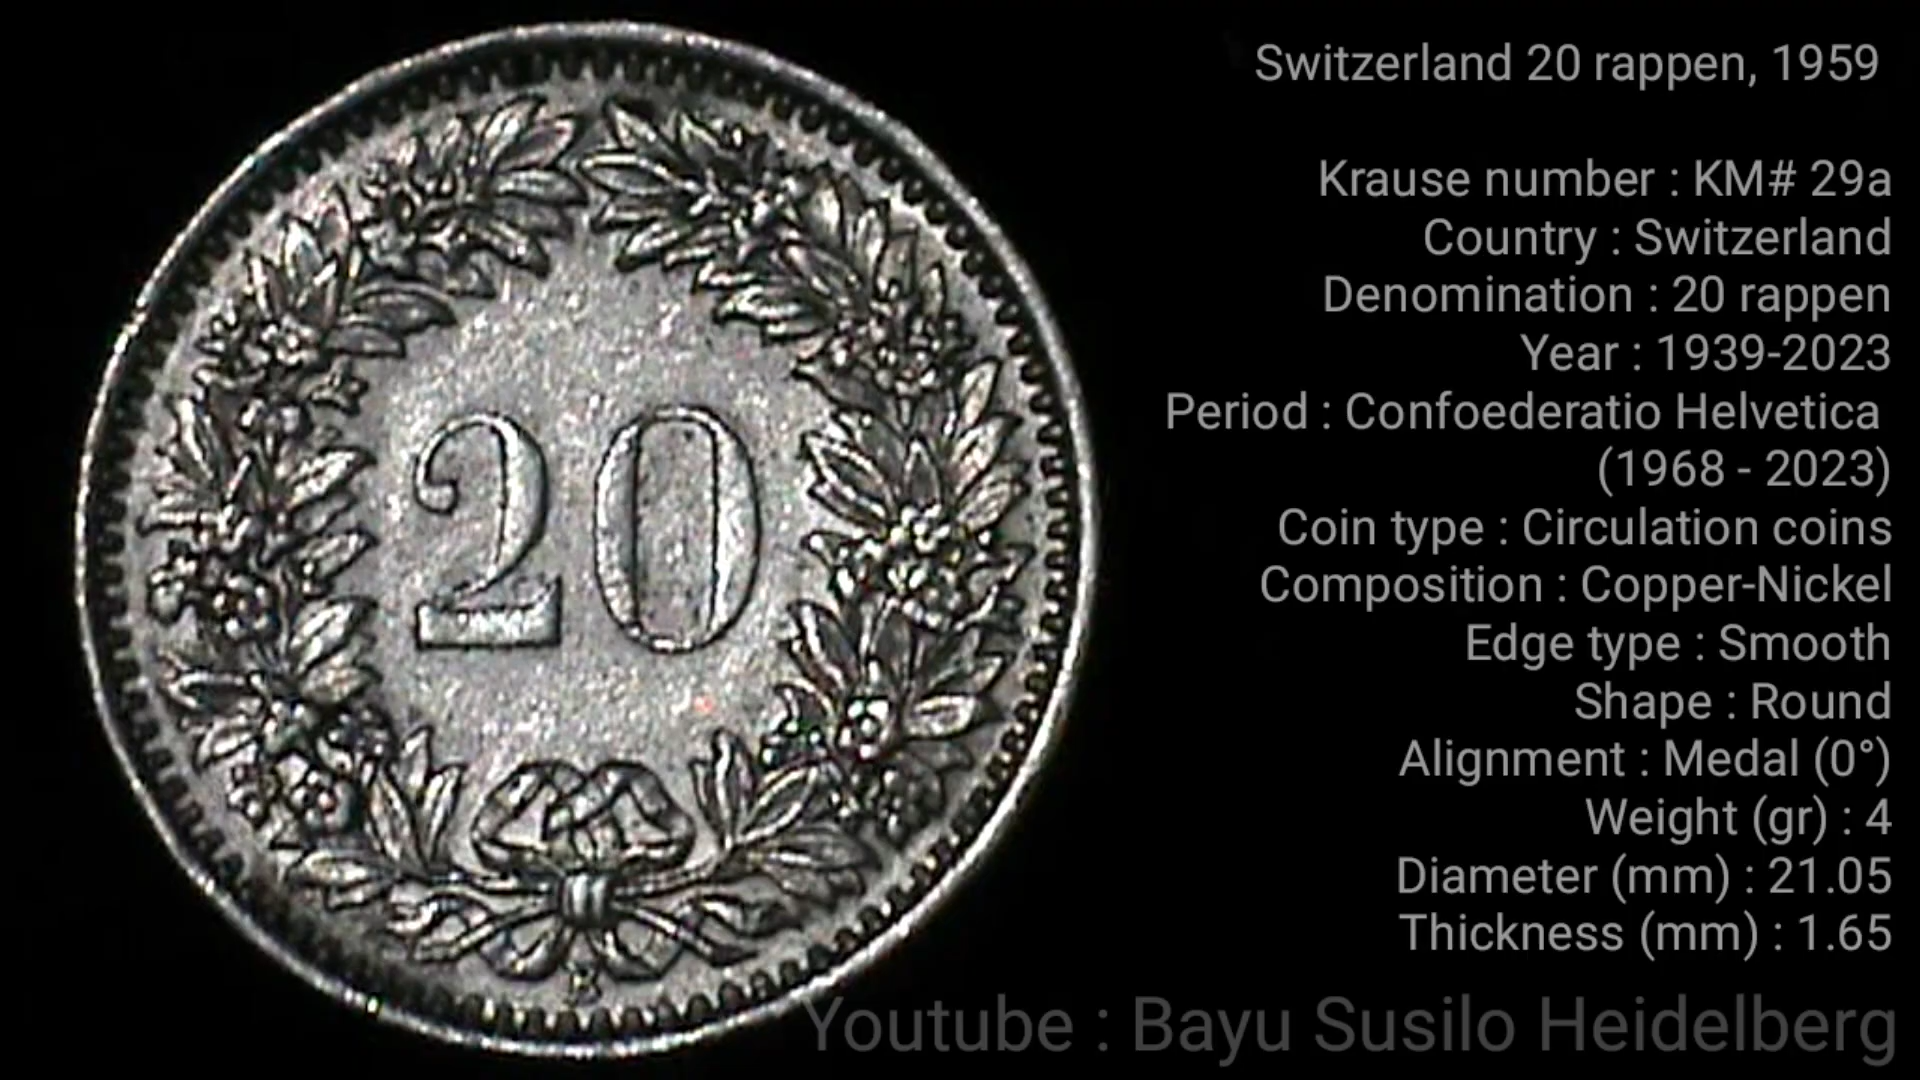 Switzerland 20 rappen, 1959
Krause number : KM# 29a
Country : Switzerland
Denomination : 20 rappen
Year : 1939-2023
Period : Confoederatio Helvetica
(1968 - 2023)
Coin type : Circulation coins
Composition : Copper-Nickel
Edge type : Smooth
Shape : Round
Alignment : Medal (0°)
Weight (gr) : 4
Diameter (mm) : 21.05
Thickness (mm) : 1.65
20
B
Youtube : Bayu Susilo Heidelberg